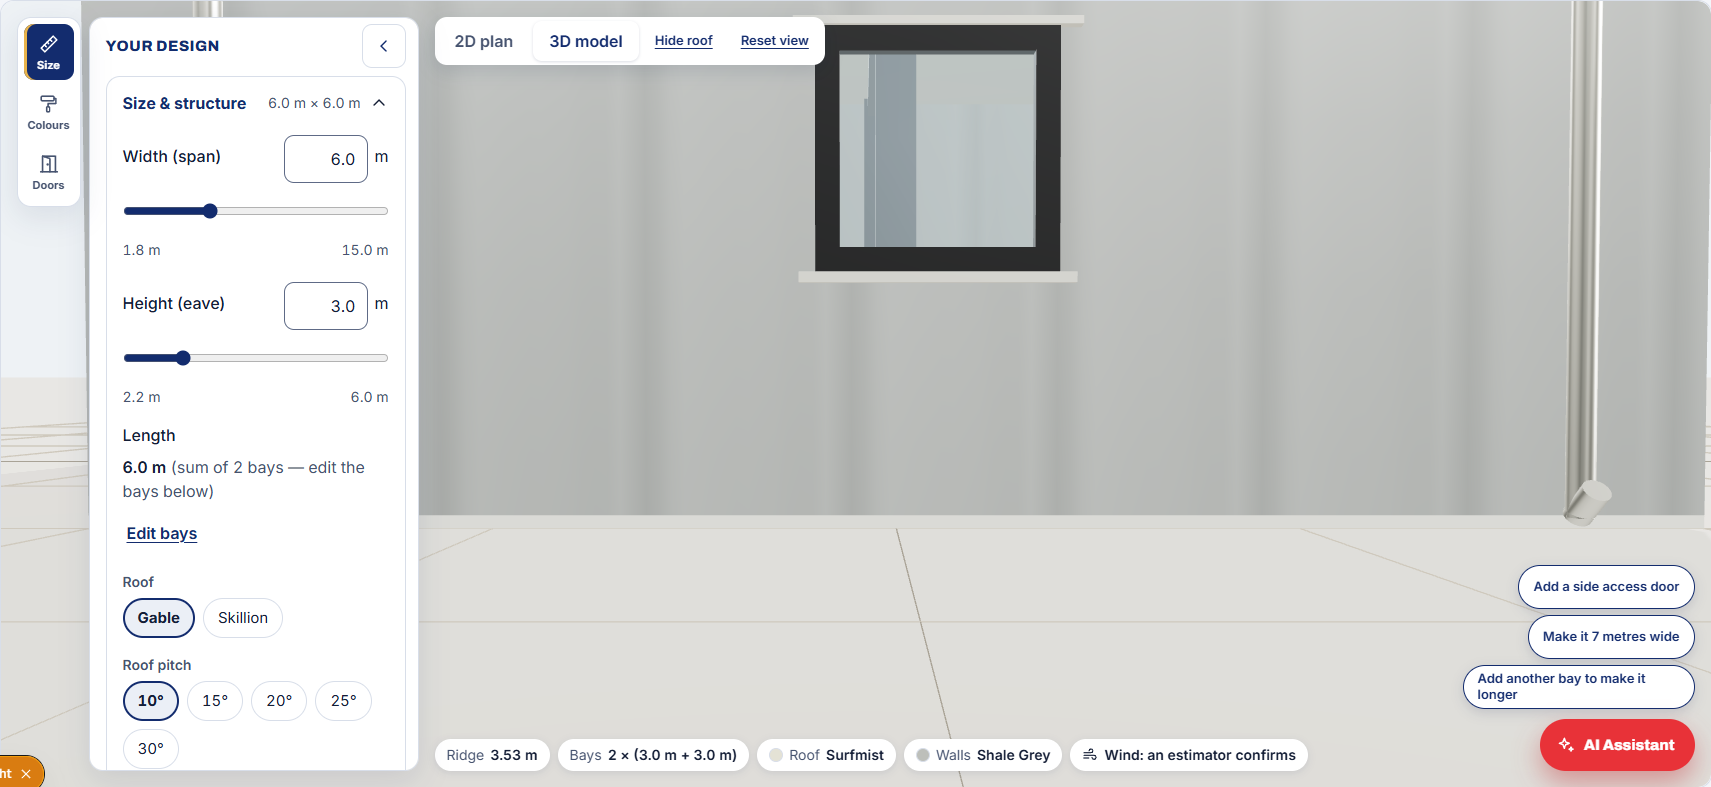 Size
Colours
Doors
YOUR DESIGN
Size & structure 6.0 m × 6.0 m
Width (span) 6.0 m
1.8 m 15.0 m
Height (eave) 3.0 m
2.2 m 6.0 m
Length
6.0 m (sum of 2 bays — edit the
bays below)
Edit bays
Roof
Gable Skillion
Roof pitch
10° 15° 20° 25°
30°
2D plan 3D model Hide roof Reset view
Add a side access door
Make it 7 metres wide
Add another bay to make it
longer
AI Assistant
Ridge 3.53 m Bays 2 × (3.0 m + 3.0 m) Roof Surfmist Walls Shale Grey Wind: an estimator confirms
ht ×